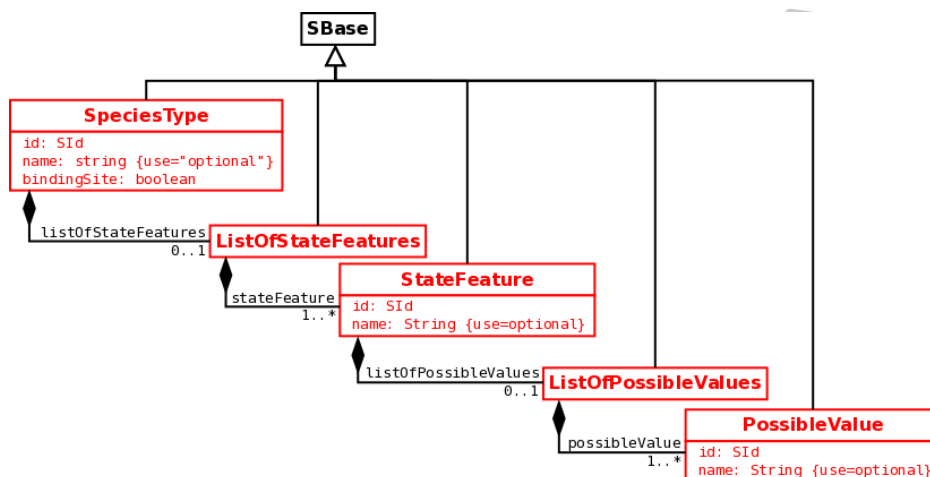 SBase
SpeciesType
id: SId
name: string {use="optional"}
bindingSite: boolean
listOfStateFeatures
0..1
ListOfStateFeatures
stateFeature
1..*
StateFeature
id: SId
name: String {use=optional}
listOfPossibleValues
0..1
ListOfPossibleValues
possibleValue
1..*
PossibleValue
id: SId
name: String {use=optional}